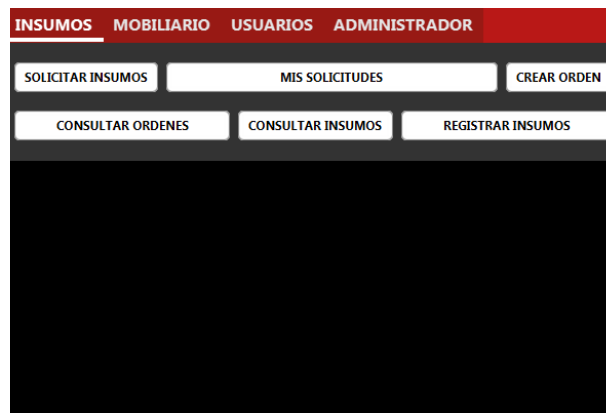 INSUMOS MOBILIARIO USUARIOS ADMINISTRADOR
SOLICITAR INSUMOS MIS SOLICITUDES CREAR ORDEN
CONSULTAR ORDENES CONSULTAR INSUMOS REGISTRAR INSUMOS